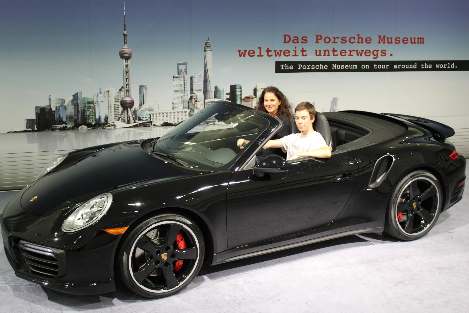 Das Porsche Museum
weltweit unterwegs.
The Porsche Museum on tour around the world.